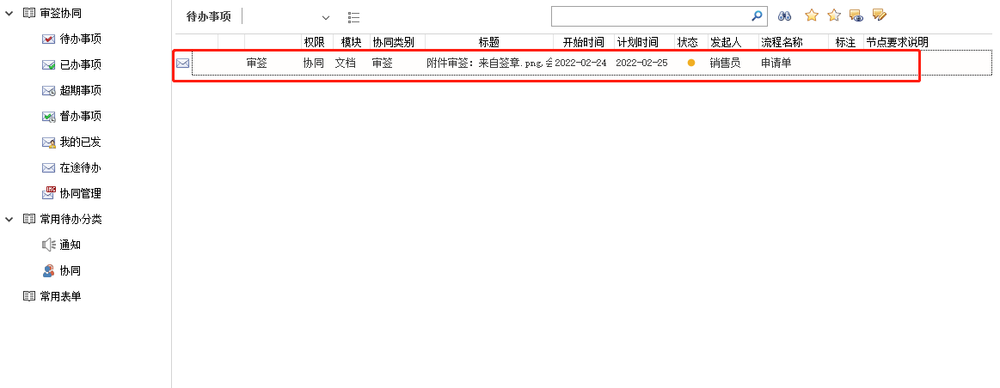 审签协同
待办事项
已办事项
超期事项
督办事项
我的已发
在途待办
协同管理
常用待办分类
通知
协同
常用表单
待办事项
权限 模块 协同类别 标题 开始时间 计划时间 状态 发起人 流程名称 标注 节点要求说明
审签 协同 文档 审签 附件审签：来自签章.png, 2022-02-24 2022-02-25 销售员 申请单